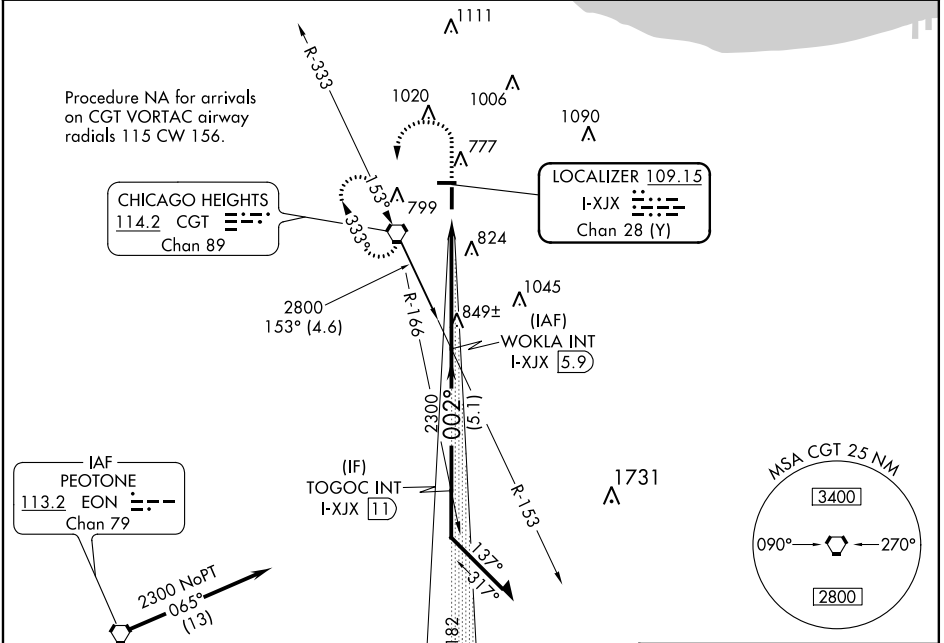 1111
R-333
Procedure NA for arrivals
on CGT VORTAC airway
radials 115 CW 156.
1020
1006
1090
777
LOCALIZER 109.15
I-XJX
Chan 28 (Y)
CHICAGO HEIGHTS
114.2 CGT
Chan 89
153°
333°
799
824
2800
153° (4.6)
R-166
1045
849±
(IAF)
WOKLA INT
I-XJX 5.9
2300
002°
(5.1)
(IF)
TOGOC INT
I-XJX 11
R-153
1731
IAF
PEOTONE
113.2 EON
Chan 79
MSA CGT 25 NM
3400
090°
270°
2800
137°
317°
2300 NoPT
065°
(13)
182